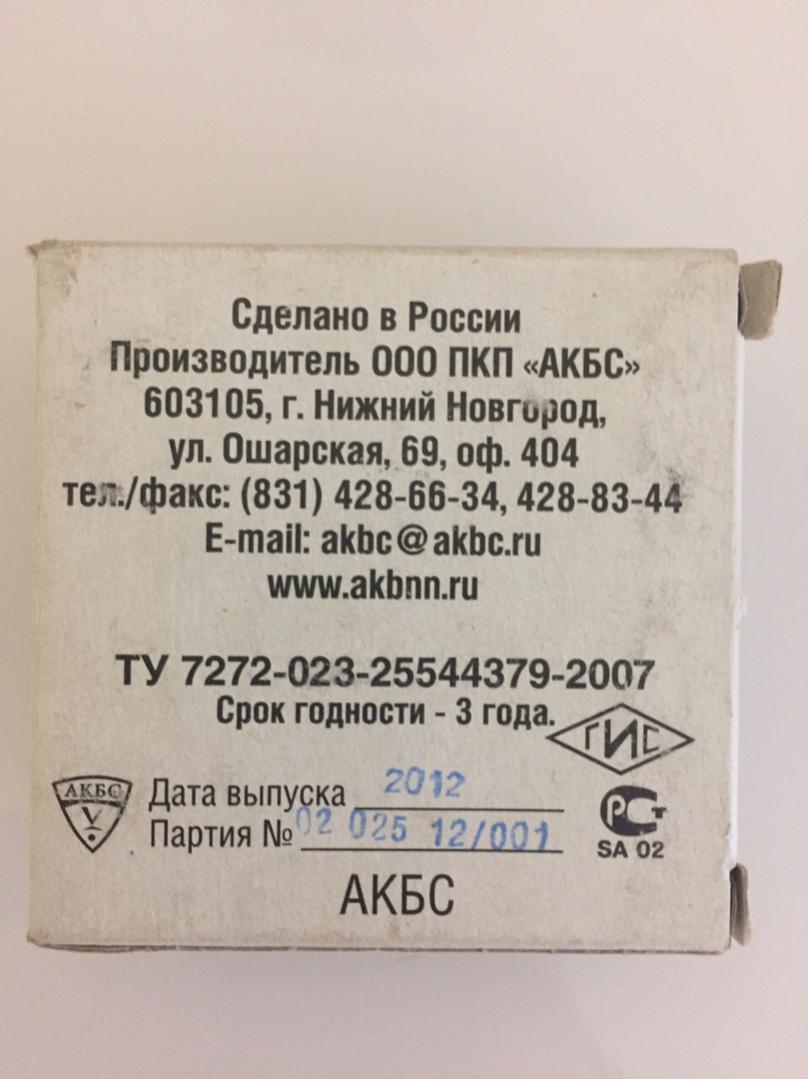 Сделано в России
Производитель ООО ПКП «АКБС»
603105, г. Нижний Новгород,
ул. Ошарская, 69, оф. 404
тел./факс: (831) 428-66-34, 428-83-44
E-mail: akbc@akbc.ru
www.akbnn.ru
ТУ 7272-023-25544379-2007
Срок годности - 3 года.
ГИС
АКБС
Дата выпуска 2012
Партия № 02 025 12/001
РСТ
SA 02
АКБС